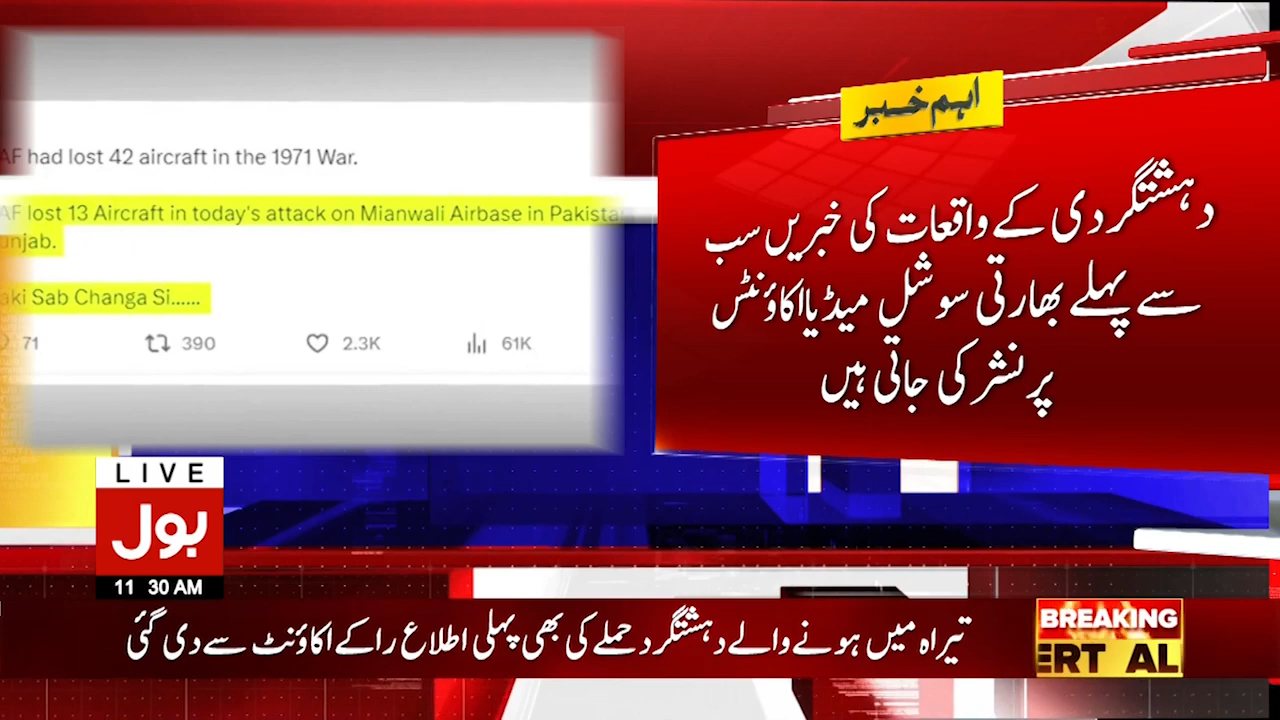 AF had lost 42 aircraft in the 1971 War.
AF lost 13 Aircraft in today's attack on Mianwali Airbase in Pakistan
unjab.
aki Sab Changa Si......
71 390 2.3K 61K
اہم خبر
دہشتگردی کے واقعات کی خبریں سب
سے پہلے بھارتی سوشل میڈیا اکاؤنٹس
پر نشر کی جاتی ہیں
LIVE
بول
11 30 AM
تیراہ میں ہونے والے دہشتگرد حملے کی بھی پہلی اطلاع را کے اکاؤنٹ سے دی گئی
BREAKING
ERT AL